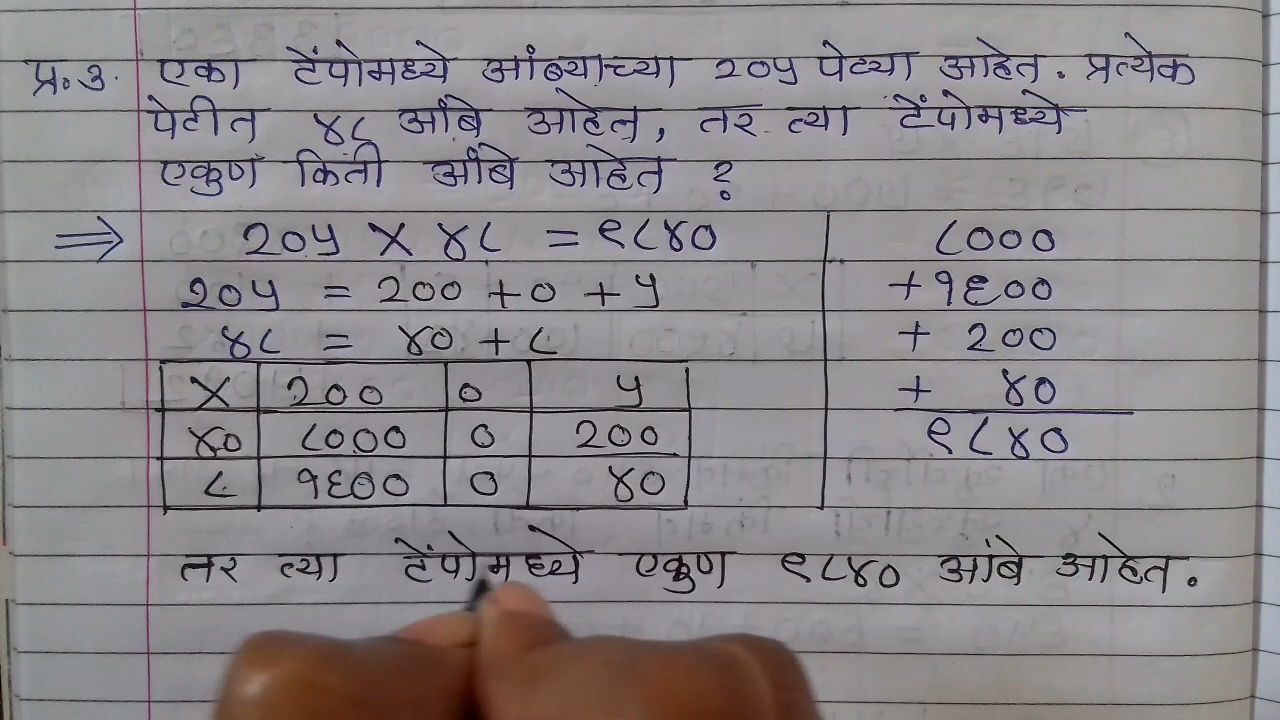 प्र.३. एका टेंपोमध्ये आंब्याच्या २०५ पेट्या आहेत. प्रत्येक
पेटीत ४८ आंबे आहेत, तर त्या टेंपोमध्ये
एकुण किती आंबे आहेत ?
⇒ २०५ × ४८ = ९८४०
२०५ = २०० + ० + ५
४८ = ४० + ८
× २०० ० ५
४० ८००० ० २००
८ १६०० ० ४०
८०००
+१६००
+ २००
+ ४०
९८४०
तर त्या टेंपोमध्ये एकुण ९८४० आंबे आहेत.